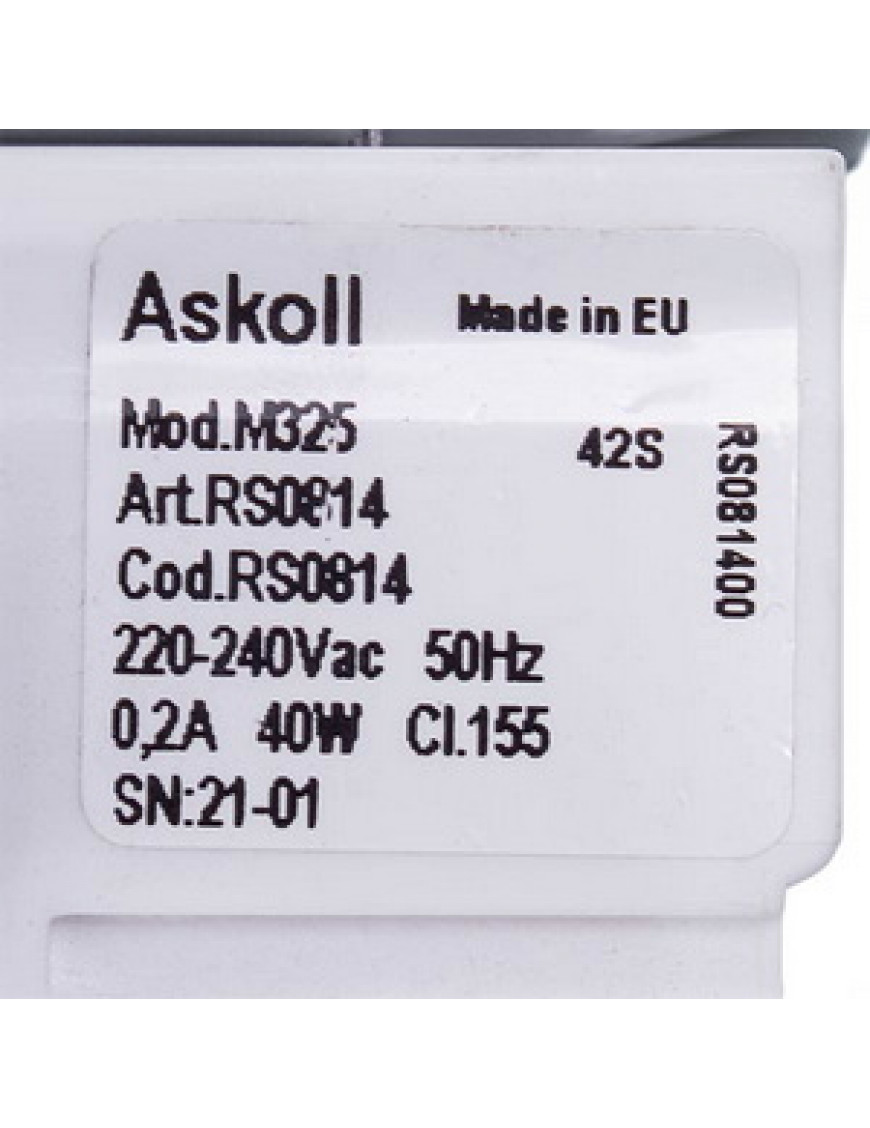 Askoll Made in EU
Mod.M325 42S
Art.RS0814
Cod.RS0814
220-240Vac 50Hz
0,2A 40W Cl.155
SN:21-01
RS081400